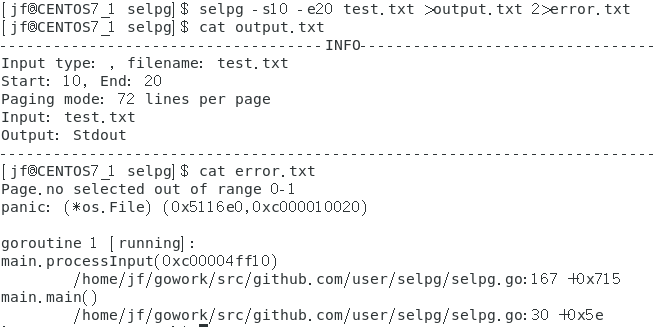 [jf@CENTOS7_1 selpg]$ selpg -s10 -e20 test.txt >output.txt 2>error.txt
[jf@CENTOS7_1 selpg]$ cat output.txt
------------------------------------INFO---------------------------------
Input type: , filename: test.txt
Start: 10, End: 20
Paging mode: 72 lines per page
Input: test.txt
Output: Stdout
-------------------------------------------------------------------------
[jf@CENTOS7_1 selpg]$ cat error.txt
Page.no selected out of range 0-1
panic: (*os.File) (0x5116e0,0xc000010020)
goroutine 1 [running]:
main.processInput(0xc00004ff10)
/home/jf/gowork/src/github.com/user/selpg/selpg.go:167 +0x715
main.main()
/home/jf/gowork/src/github.com/user/selpg/selpg.go:30 +0x5e